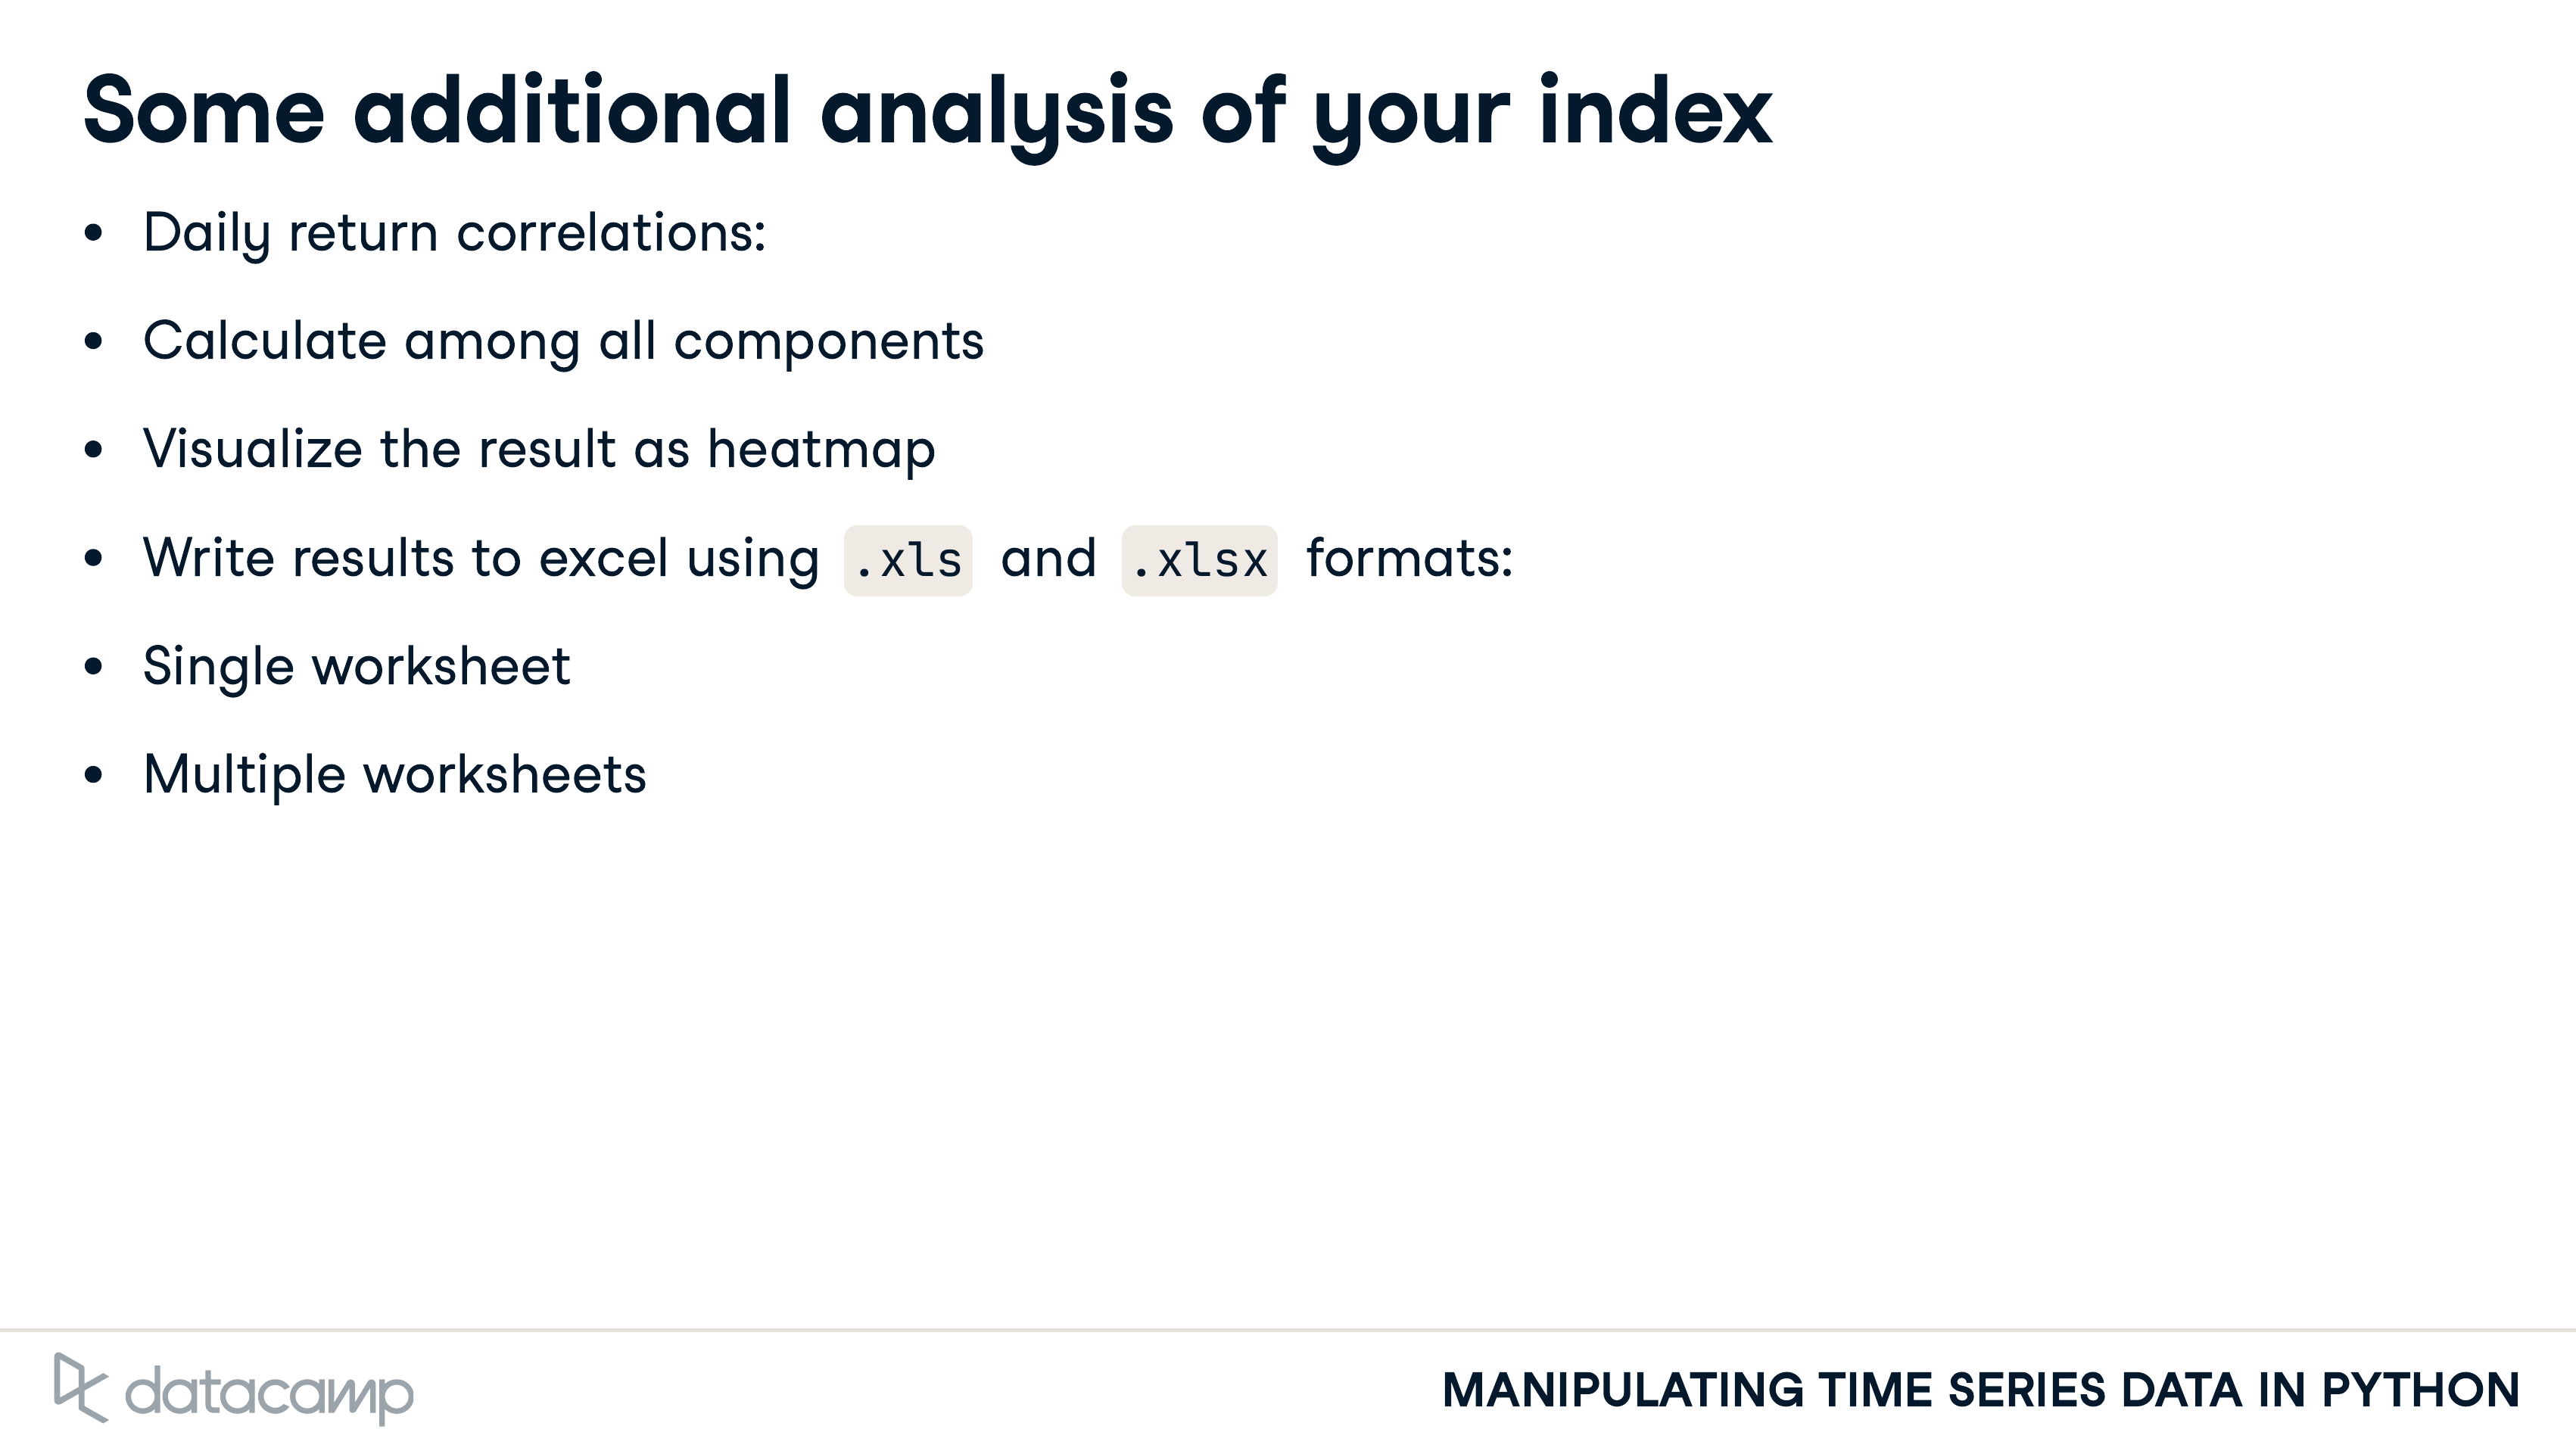 Some additional analysis of your index
• Daily return correlations:
• Calculate among all components
• Visualize the result as heatmap
• Write results to excel using .xls and .xlsx formats:
• Single worksheet
• Multiple worksheets
datacamp
MANIPULATING TIME SERIES DATA IN PYTHON